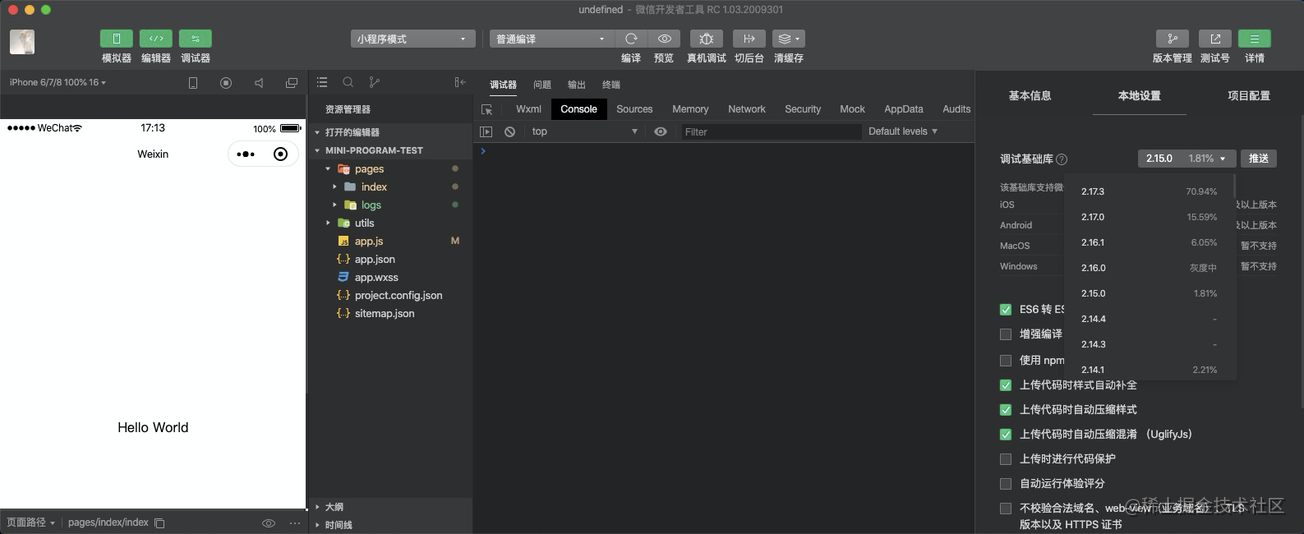 undefined - 微信开发者工具 RC 1.03.2009301
模拟器 编辑器 调试器
小程序模式 普通编译
编译 预览 真机调试 切后台 清缓存
版本管理 测试号 详情
iPhone 6/7/8 100% 16
WeChat 17:13 100%
Weixin
Hello World
页面路径 pages/index/index
资源管理器
打开的编辑器
MINI-PROGRAM-TEST
pages
index
logs
utils
app.js M
app.json
app.wxss
project.config.json
sitemap.json
大纲
时间线
调试器 问题 输出 终端
Wxml Console Sources Memory Network Security Mock AppData Audits
top Filter Default levels
基本信息 本地设置 项目配置
调试基础库 2.15.0 1.81% 推送
该基础库支持微
iOS 及以上版本
Android 及以上版本
MacOS 暂不支持
Windows 暂不支持
2.17.3 70.94%
2.17.0 15.59%
2.16.1 6.05%
2.16.0 灰度中
2.15.0 1.81%
2.14.4 -
2.14.3 -
2.14.1 2.21%
ES6 转 ES
增强编译
使用 npm
上传代码时样式自动补全
上传代码时自动压缩样式
上传代码时自动压缩混淆 (UglifyJs)
上传时进行代码保护
自动运行体验评分
不校验合法域名、web-view (业务域名)、TLS
版本以及 HTTPS 证书
@稀土掘金技术社区